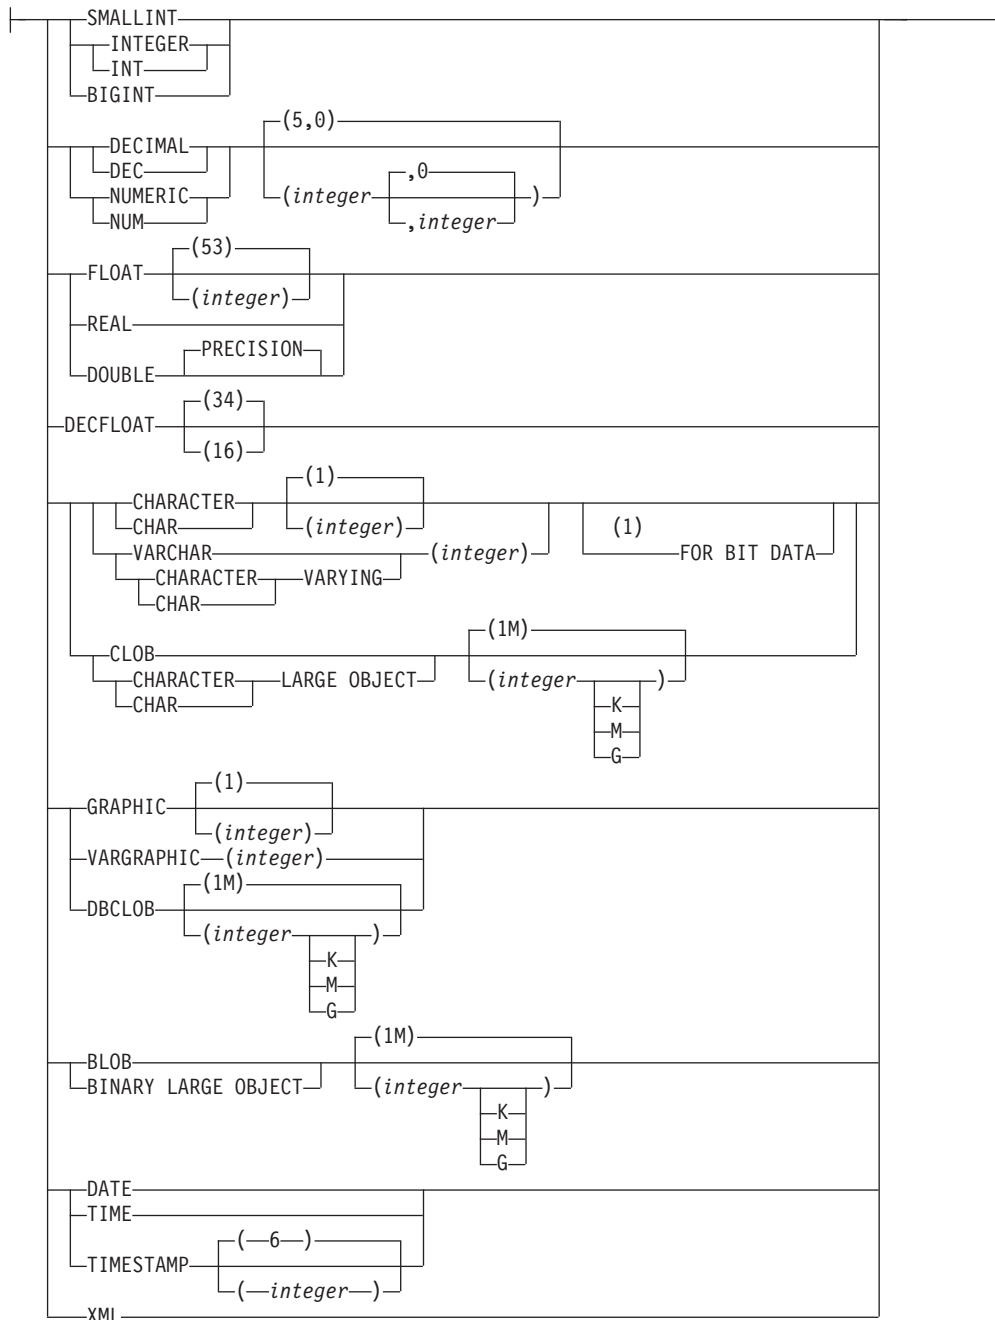 SMALLINT
INTEGER
INT
BIGINT
(5,0)
DECIMAL
DEC
,0
NUMERIC (integer )
NUM ,integer
(53)
FLOAT
(integer)
REAL
PRECISION
DOUBLE
(34)
DECFLOAT
(16)
(1)
CHARACTER
CHAR (integer) (1)
VARCHAR (integer) FOR BIT DATA
CHARACTER VARYING
CHAR
(1M)
CLOB
CHARACTER LARGE OBJECT (integer )
CHAR K
M
G
(1)
GRAPHIC
(integer)
VARGRAPHIC (integer)
(1M)
DBCLOB
(integer )
K
M
G
(1M)
BLOB
BINARY LARGE OBJECT (integer )
K
M
G
DATE
TIME
( 6 )
TIMESTAMP
( integer )
XML